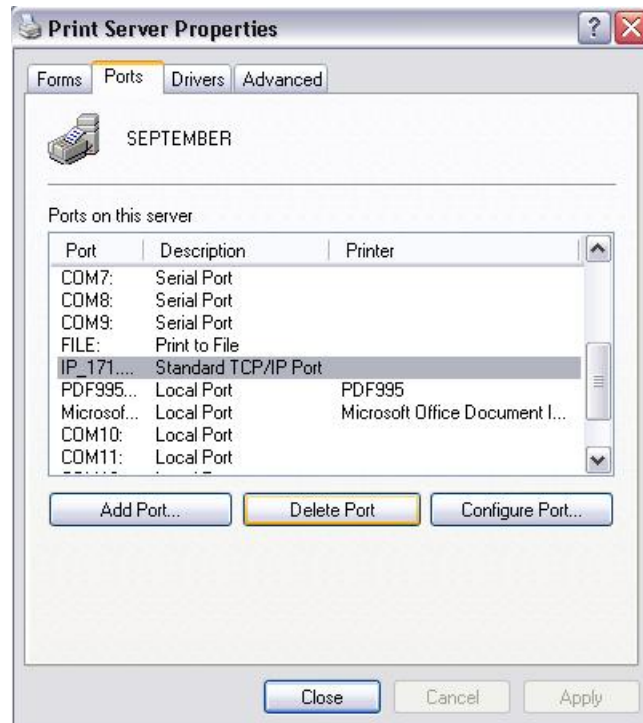 Print Server Properties
Forms Ports Drivers Advanced
SEPTEMBER
Ports on this server
Port Description Printer
COM7: Serial Port
COM8: Serial Port
COM9: Serial Port
FILE: Print to File
IP_171.... Standard TCP/IP Port
PDF995... Local Port PDF995
Microsof... Local Port Microsoft Office Document I...
COM10: Local Port
COM11: Local Port
Add Port... Delete Port Configure Port...
Close Cancel Apply